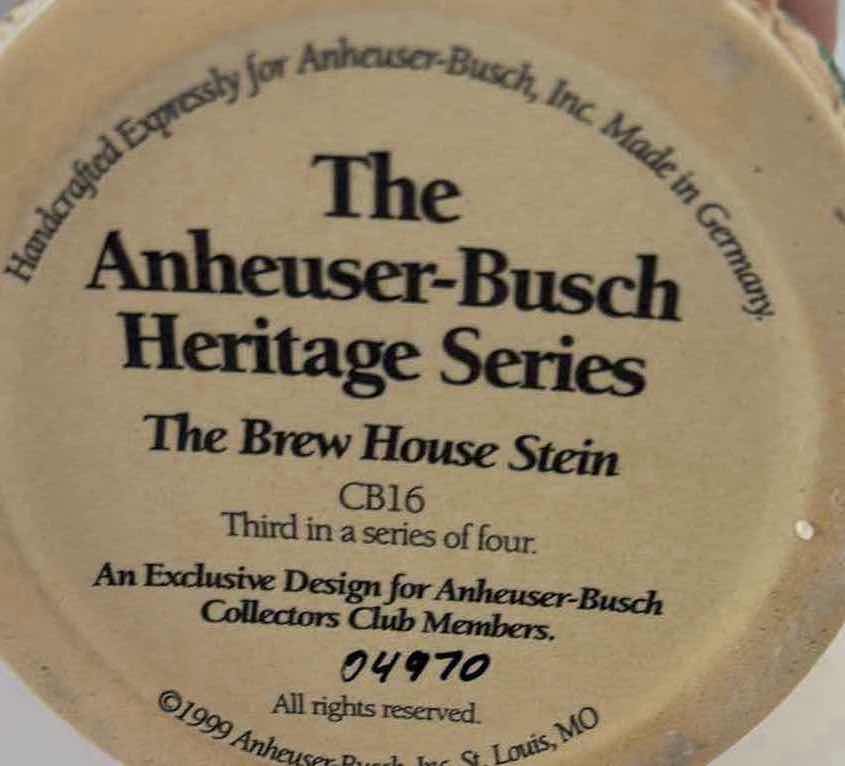 Handcrafted Expressly for Anheuser-Busch, Inc. Made in Germany.
The
Anheuser-Busch
Heritage Series
The Brew House Stein
CB16
Third in a series of four.
An Exclusive Design for Anheuser-Busch
Collectors Club Members.
04970
All rights reserved.
©1999 Anheuser-Busch, Inc. St. Louis, MO